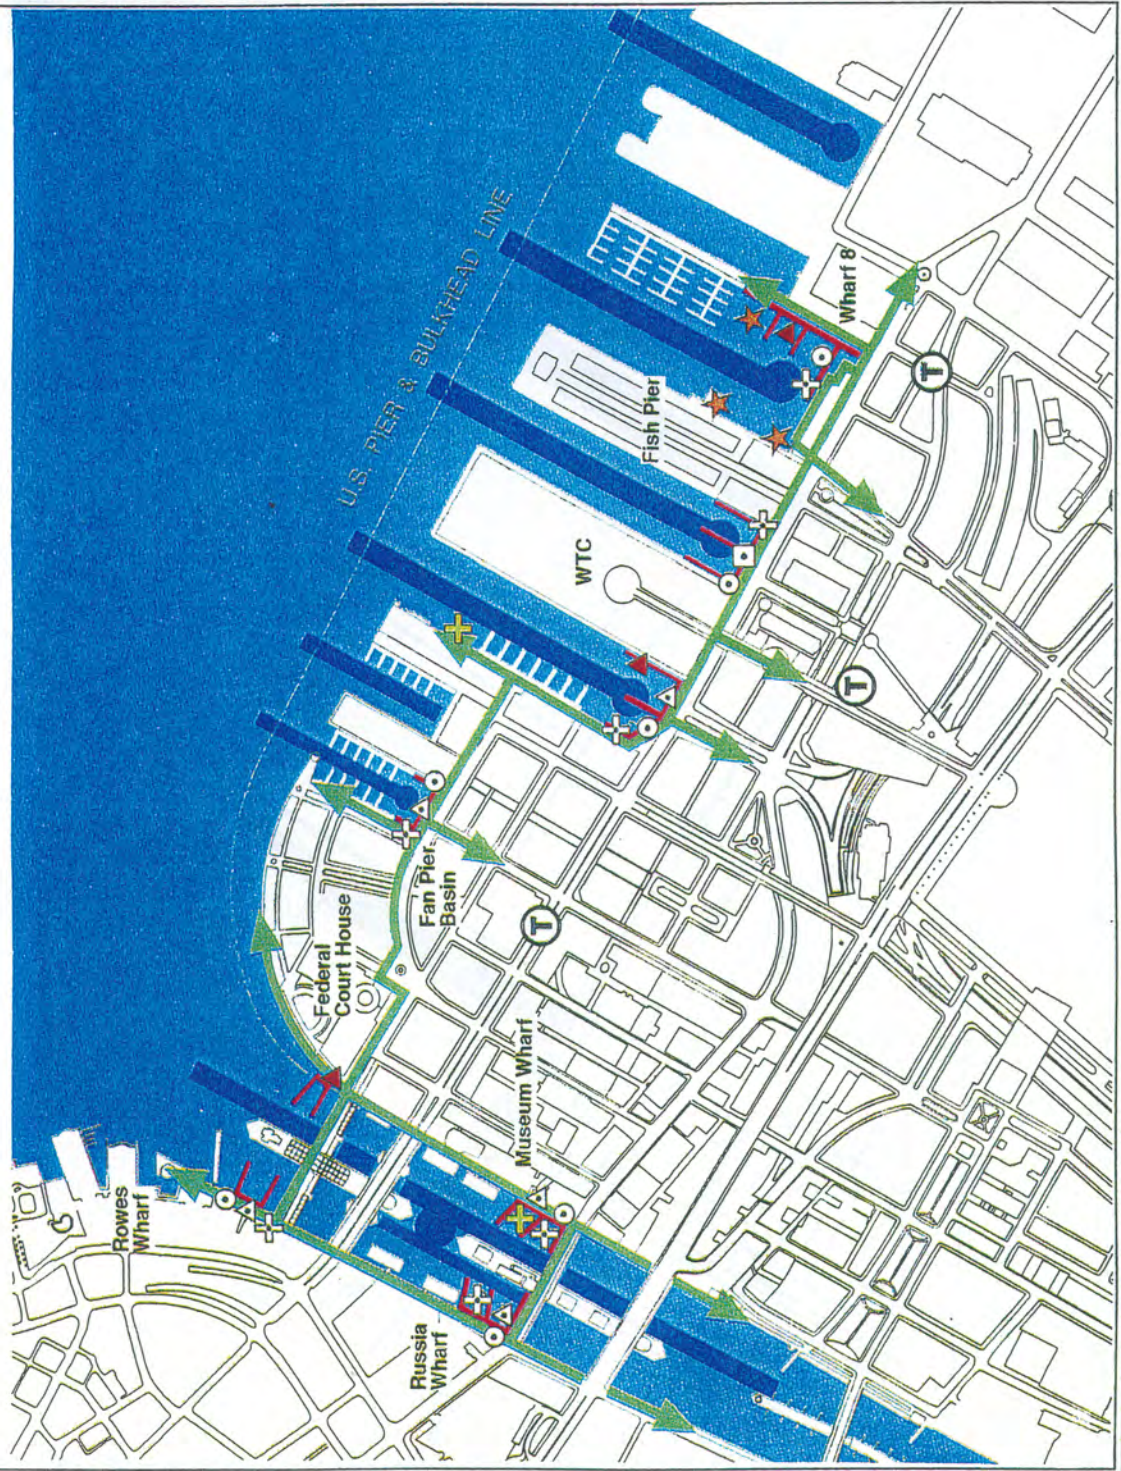 U.S. PIER & BULKHEAD LINE
Rowes
Wharf
Russia
Wharf
Museum Wharf
Federal
Court House
Fan Pier
Basin
WTC
Fish Pier
Wharf 8
T
T
T